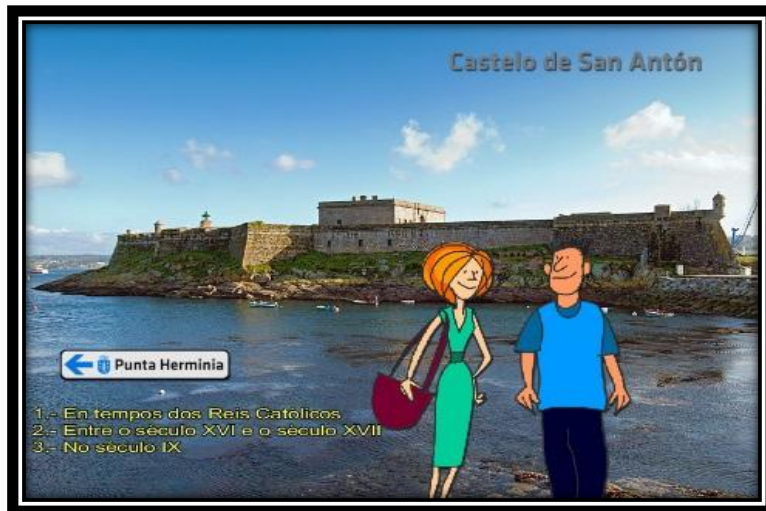 Castelo de San Antón
Punta Herminia
1.- En tempos dos Reis Católicos
2.- Entre o século XVI e o século XVII
3.- No século IX